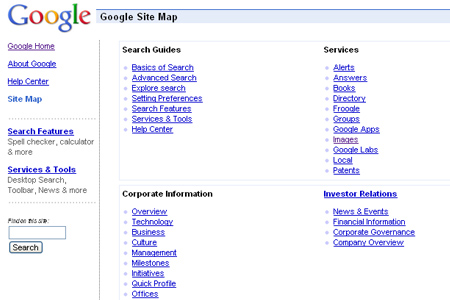 Google
Google Site Map
Google Home
About Google
Help Center
Site Map
Search Features
Spell checker, calculator
& more
Services & Tools
Desktop Search,
Toolbar, News & more
Find on this site:
Search
Search Guides
Basics of Search
Advanced Search
Explore search
Setting Preferences
Search Features
Services & Tools
Help Center
Services
Alerts
Answers
Books
Directory
Froogle
Groups
Google Apps
Images
Google Labs
Local
Patents
Corporate Information
Overview
Technology
Business
Culture
Management
Milestones
Initiatives
Quick Profile
Offices
Investor Relations
News & Events
Financial Information
Corporate Governance
Company Overview